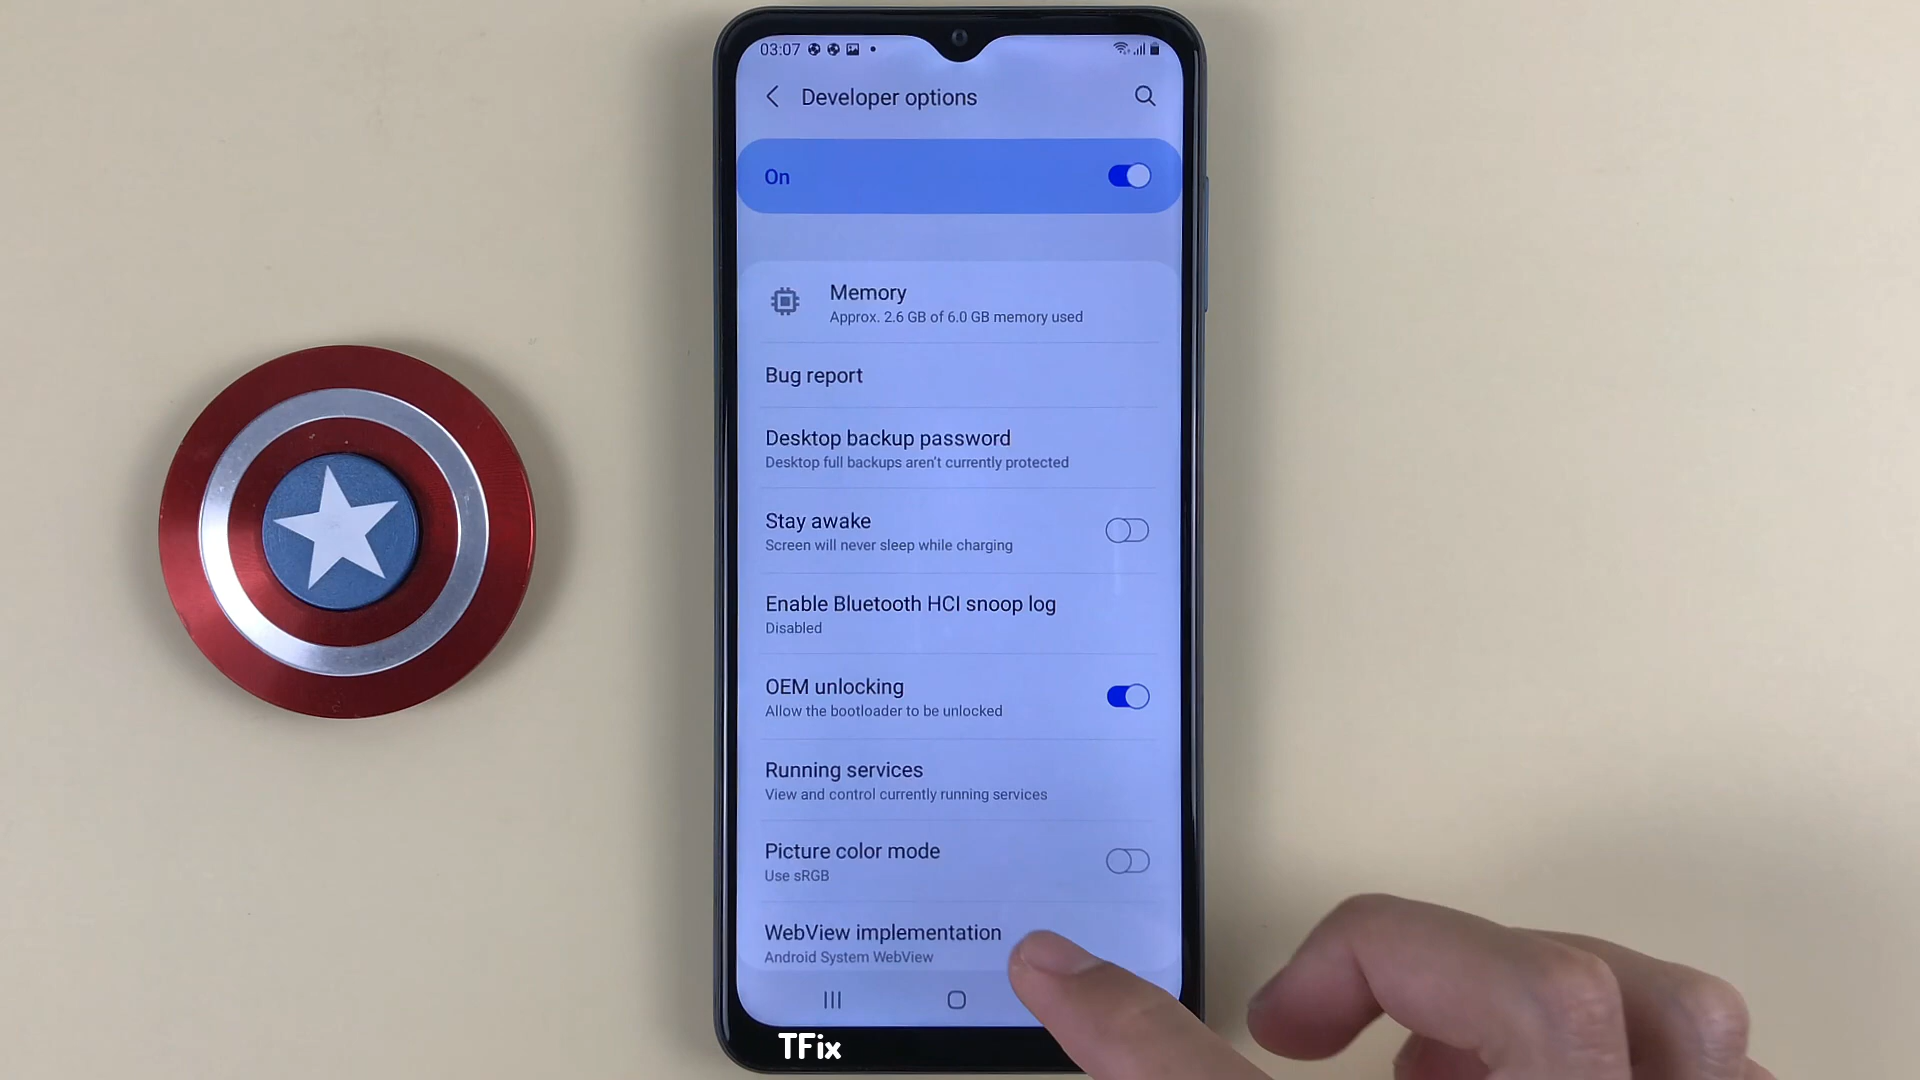 03:07
Developer options
On
Memory
Approx. 2.6 GB of 6.0 GB memory used
Bug report
Desktop backup password
Desktop full backups aren't currently protected
Stay awake
Screen will never sleep while charging
Enable Bluetooth HCI snoop log
Disabled
OEM unlocking
Allow the bootloader to be unlocked
Running services
View and control currently running services
Picture color mode
Use sRGB
WebView implementation
Android System WebView
TFix